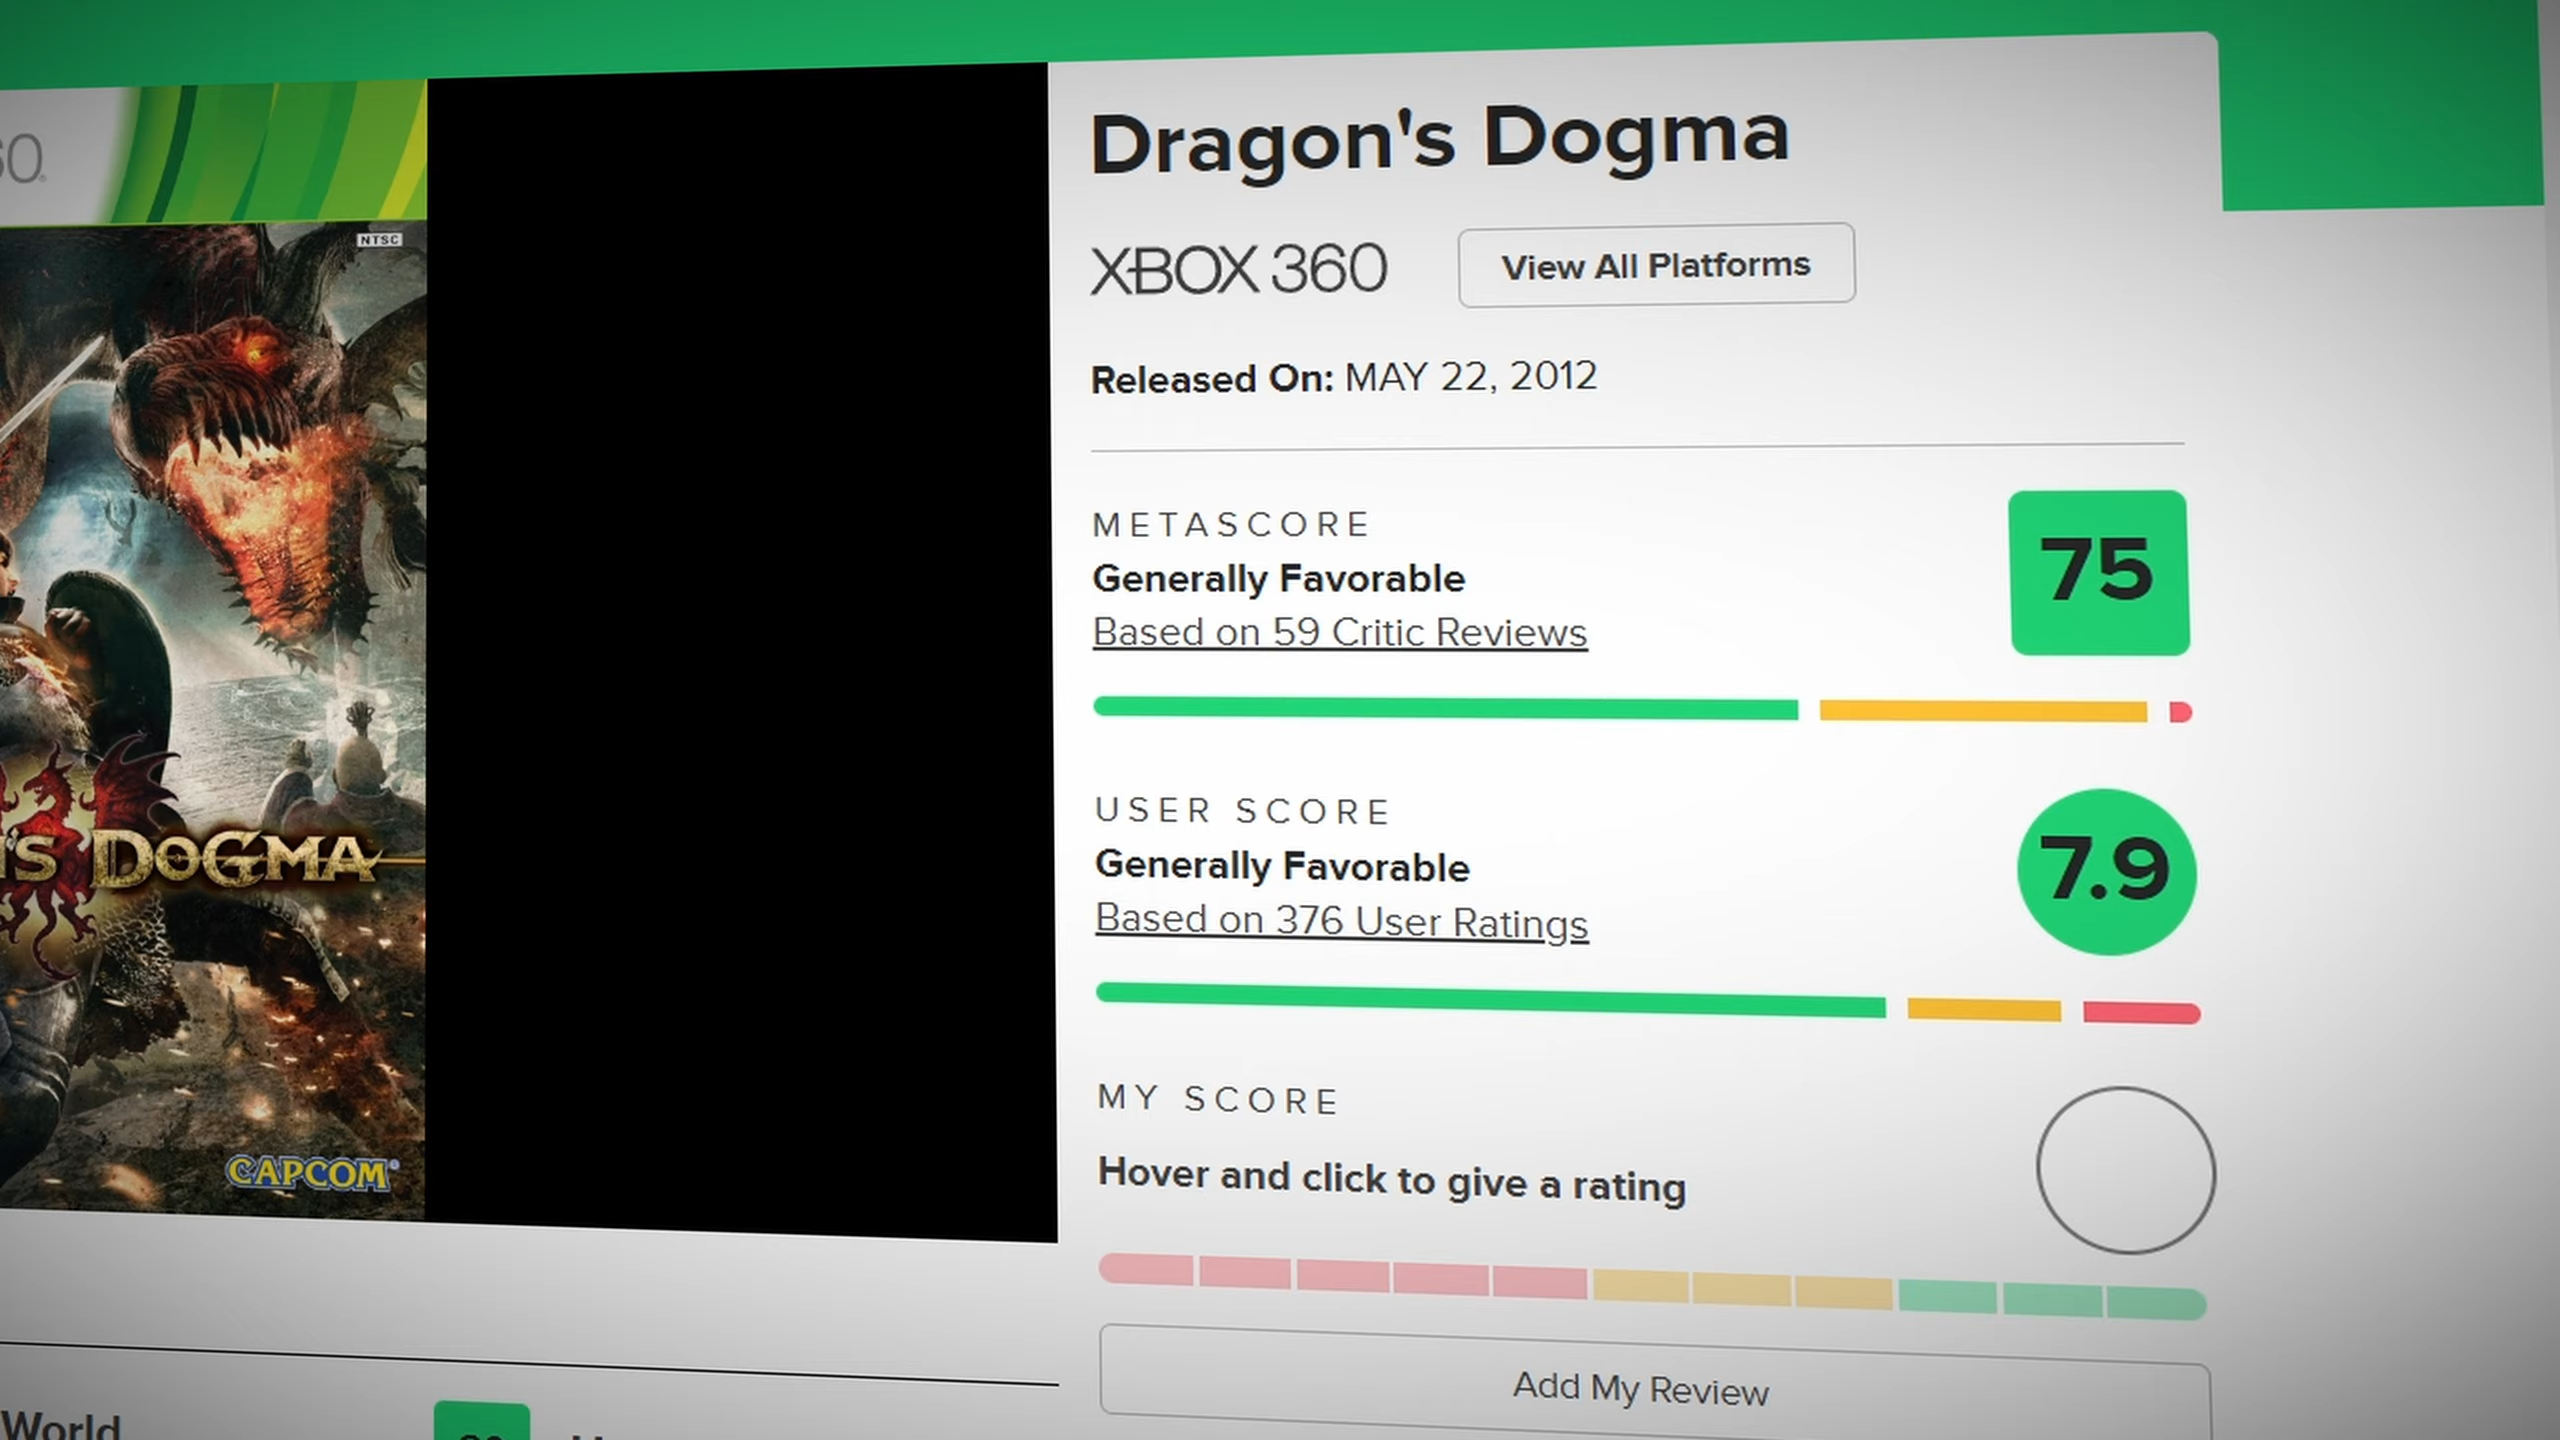 60
NTSC
'S DOGMA
CAPCOM
Dragon's Dogma
XBOX 360
View All Platforms
Released On: MAY 22, 2012
METASCORE
Generally Favorable
Based on 59 Critic Reviews
75
USER SCORE
Generally Favorable
Based on 376 User Ratings
7.9
MY SCORE
Hover and click to give a rating
Add My Review
World